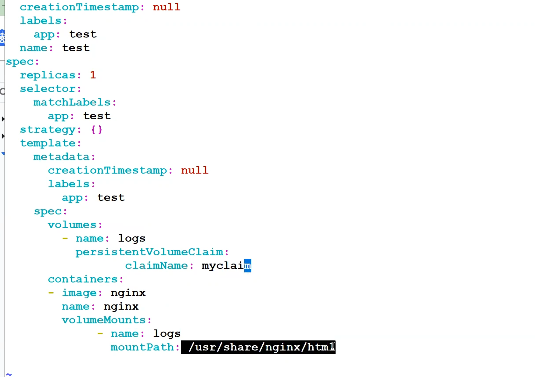 creationTimestamp: null
labels:
app: test
name: test
spec:
replicas: 1
selector:
matchLabels:
app: test
strategy: {}
template:
metadata:
creationTimestamp: null
labels:
app: test
spec:
volumes:
- name: logs
persistentVolumeClaim:
claimName: myclaim
containers:
- image: nginx
name: nginx
volumeMounts:
- name: logs
mountPath: /usr/share/nginx/html
~